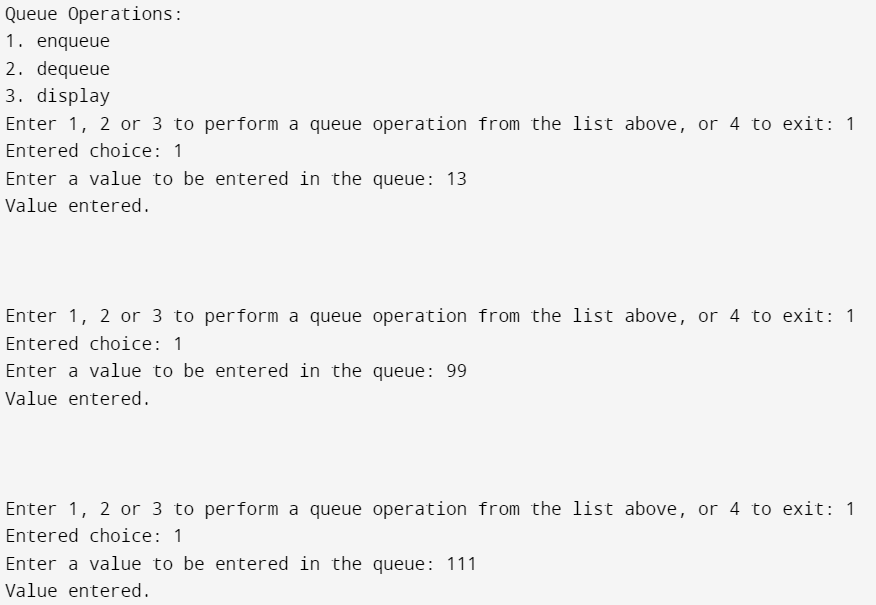 Queue Operations:
1. enqueue
2. dequeue
3. display
Enter 1, 2 or 3 to perform a queue operation from the list above, or 4 to exit: 1
Entered choice: 1
Enter a value to be entered in the queue: 13
Value entered.
Enter 1, 2 or 3 to perform a queue operation from the list above, or 4 to exit: 1
Entered choice: 1
Enter a value to be entered in the queue: 99
Value entered.
Enter 1, 2 or 3 to perform a queue operation from the list above, or 4 to exit: 1
Entered choice: 1
Enter a value to be entered in the queue: 111
Value entered.